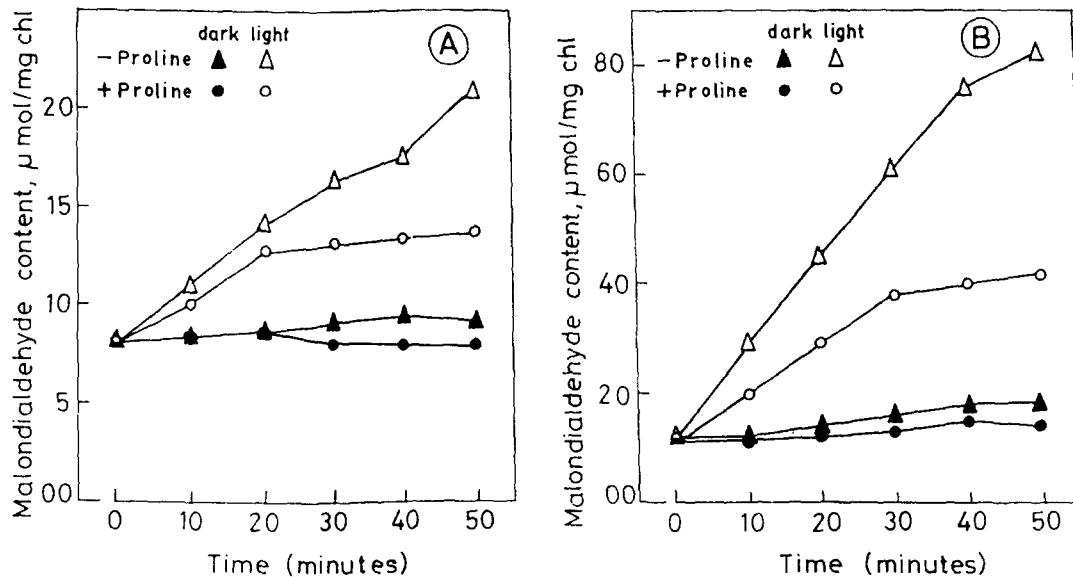 Malondialdehyde content, μmol/mg chl
20
15
10
5
00
dark light
A
– Proline
+ Proline
0 10 20 30 40 50
Time (minutes)
Malondialdehyde content, μmol/mg chl
80
60
40
20
00
dark light
B
– Proline
+Proline
0 10 20 30 40 50
Time (minutes)